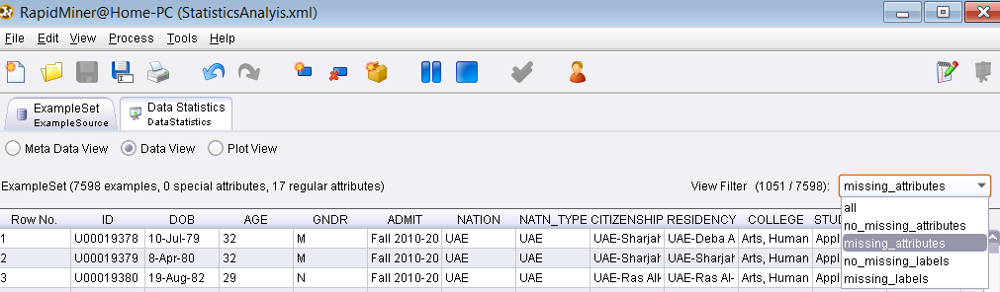 RapidMiner@Home-PC (StatisticsAnalyis.xml)
File Edit View Process Tools Help
ExampleSet
ExampleSource
Data Statistics
DataStatistics
Meta Data View Data View Plot View
ExampleSet (7598 examples, 0 special attributes, 17 regular attributes) View Filter (1051 / 7598): missing_attributes
all
no_missing_attributes
missing_attributes
no_missing_labels
missing_labels
Row No. ID DOB AGE GNDR ADMIT NATION NATN_TYPE CITIZENSHIP RESIDENCY COLLEGE STUD
1 U00019378 10-Jul-79 32 M Fall 2010-20 UAE UAE UAE-Sharjah UAE-Deba A Arts, Human Appl
2 U00019379 8-Apr-80 32 M Fall 2010-20 UAE UAE UAE-Sharjah UAE-Sharjah Arts, Human Appl
3 U00019380 19-Aug-82 29 N Fall 2010-20 UAE UAE UAE-Ras Alk UAE-Ras Al- Arts, Human Appl